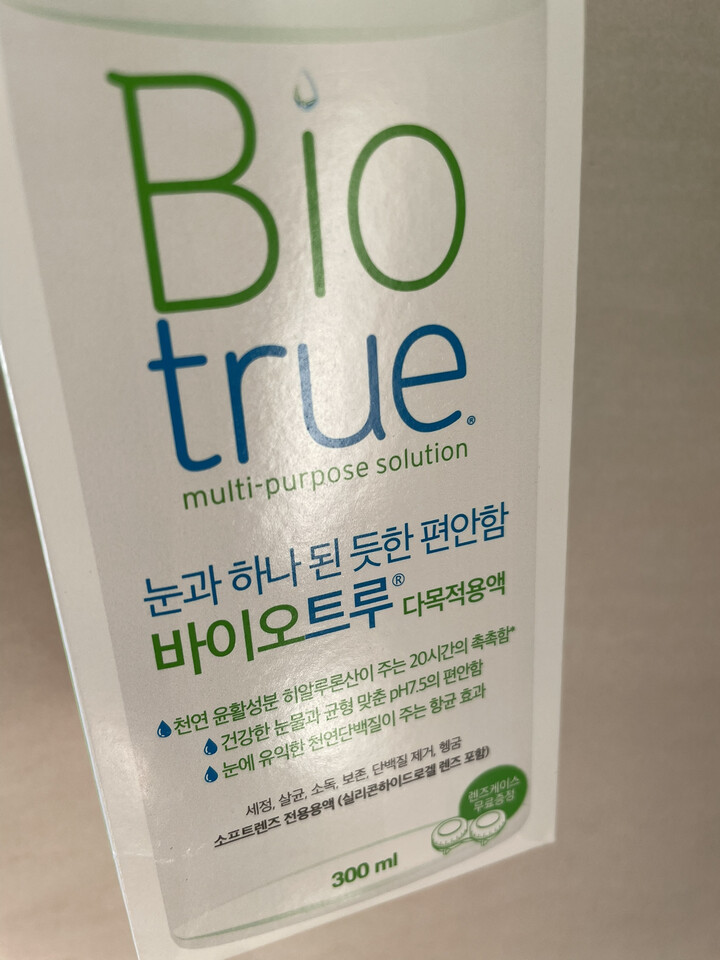 Bio
true®
multi-purpose solution
눈과 하나 된 듯한 편안함
바이오트루® 다목적용액
천연 윤활성분 히알루론산이 주는 20시간의 촉촉함*
건강한 눈물과 균형 맞춘 pH7.5의 편안함
눈에 유익한 천연단백질이 주는 항균 효과
세정, 살균, 소독, 보존, 단백질 제거, 헹굼
소프트렌즈 전용용액 (실리콘하이드로겔 렌즈 포함)
렌즈케이스
무료증정
300 ml